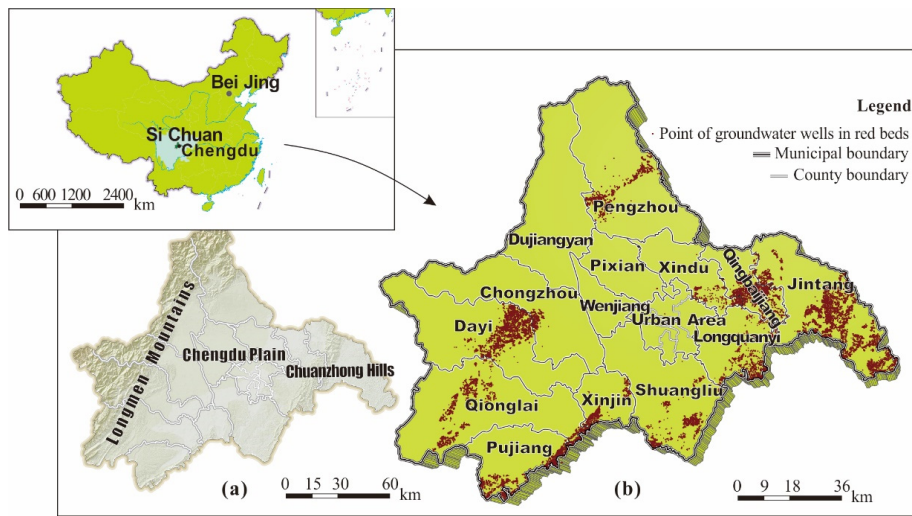 Bei Jing
Si Chuan
Chengdu
0 600 1200 2400
km
Legend
· Point of groundwater wells in red beds
Municipal boundary
County boundary
Longmen Mountains
Chengdu Plain
Chuanzhong Hills
(a)
0 15 30 60
km
Pengzhou
Dujiangyan
Pixian
Xindu
Qingbaijiang
Jintang
Chongzhou
Wenjiang
Urban Area
Dayi
Longquanyi
Shuangliu
Qionglai
Xinjin
Pujiang
(b)
0 9 18 36
km